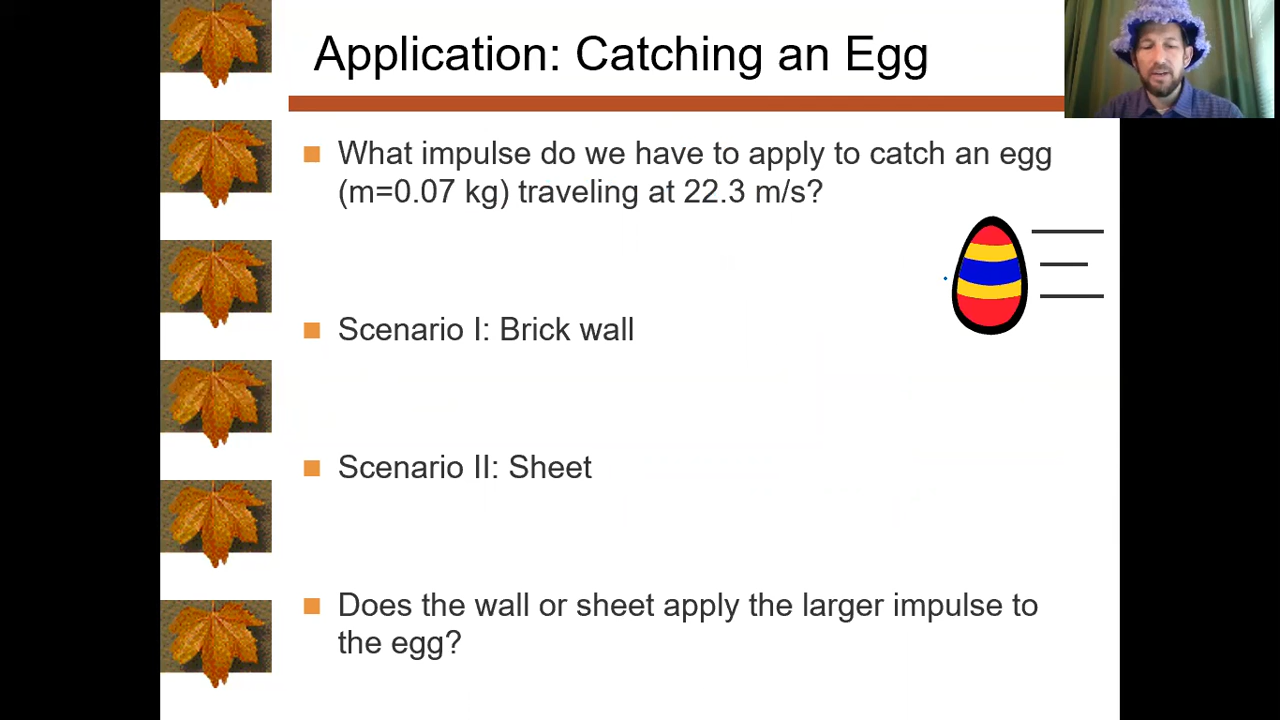 Application: Catching an Egg
What impulse do we have to apply to catch an egg
(m=0.07 kg) traveling at 22.3 m/s?
Scenario I: Brick wall
Scenario II: Sheet
Does the wall or sheet apply the larger impulse to
the egg?